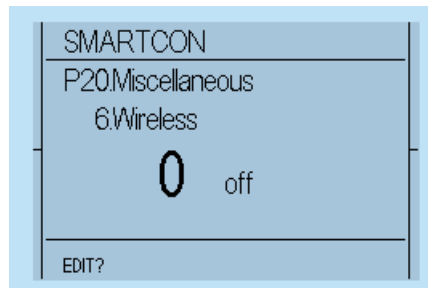 SMARTCON
P20.Miscellaneous
6.Wireless
0 off
EDIT?